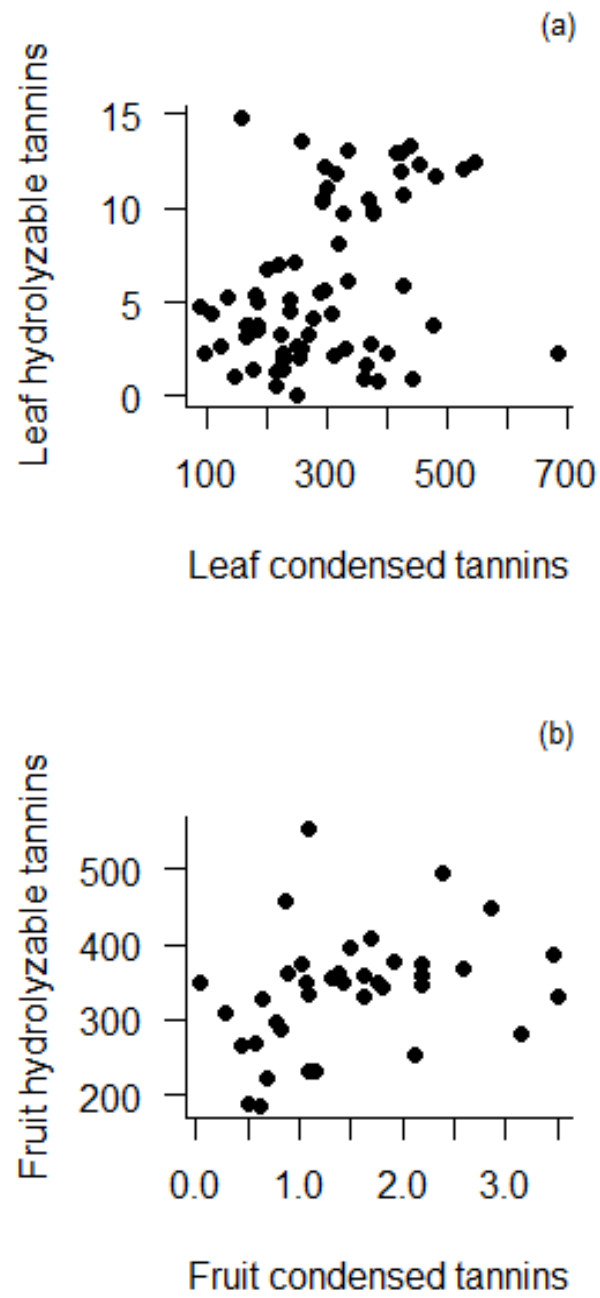 (a)
Leaf hydrolyzable tannins
15
10
5
0
100 300 500 700
Leaf condensed tannins
(b)
Fruit hydrolyzable tannins
500
400
300
200
0.0 1.0 2.0 3.0
Fruit condensed tannins